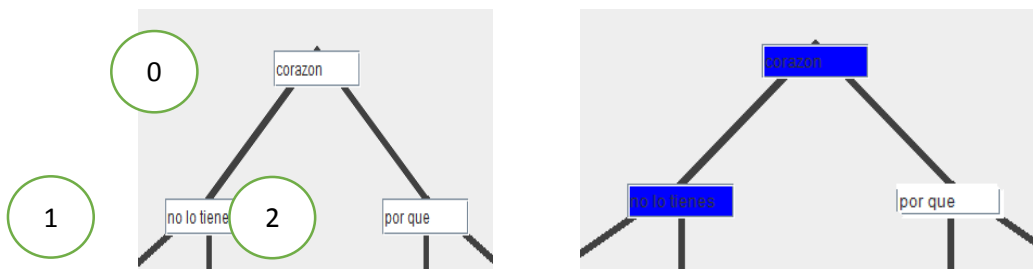 0
corazon
corazon
1
no lo tiene
2
por que
no lo tienes
por que